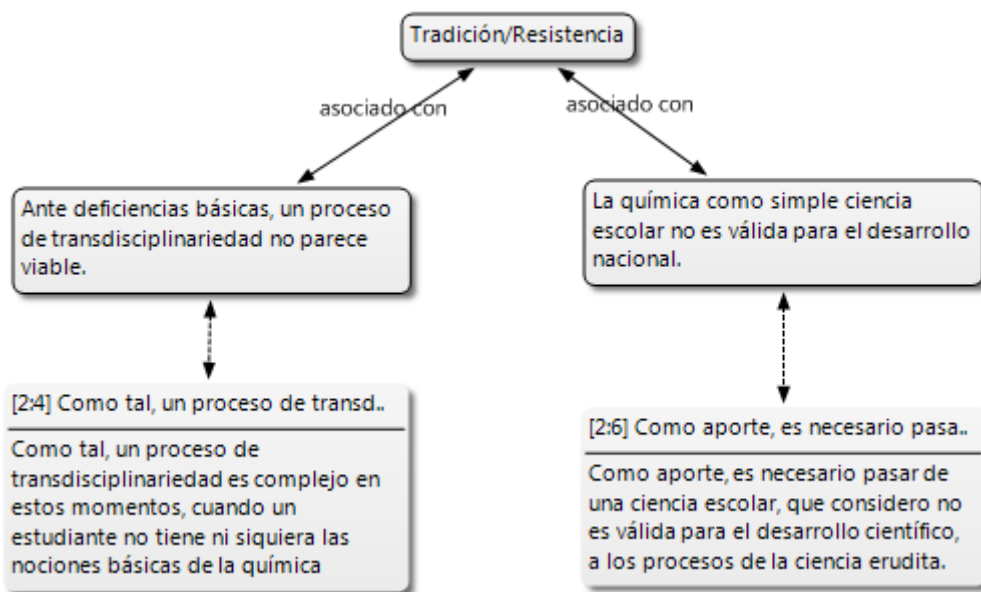 Tradición/Resistencia
asociado con
asociado con
Ante deficiencias básicas, un proceso
de transdisciplinariedad no parece
viable.
La química como simple ciencia
escolar no es válida para el desarrollo
nacional.
[2:4] Como tal, un proceso de transd..
Como tal, un proceso de
transdisciplinariedad es complejo en
estos momentos, cuando un
estudiante no tiene ni siquiera las
nociones básicas de la química
[2:6] Como aporte, es necesario pasa..
Como aporte, es necesario pasar de
una ciencia escolar, que considero no
es válida para el desarrollo científico,
a los procesos de la ciencia erudita.